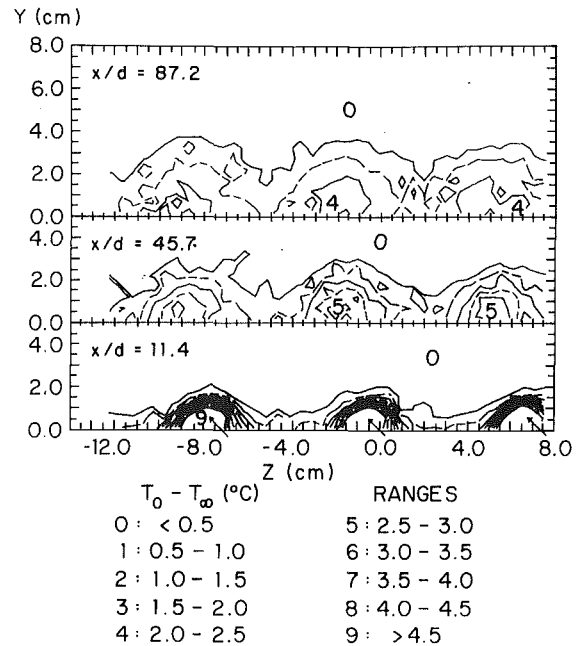 Y (cm)
8.0
x/d = 87.2
6.0
0
4.0
2.0
4
4
0.0
4.0
x/d = 45.7
0
2.0
5
5
0.0
4.0
x/d = 11.4
0
2.0
9
0.0
-12.0 -8.0 -4.0 0.0 4.0 8.0
Z (cm)
T₀ – T∞ (°C) RANGES
0: < 0.5 5: 2.5 - 3.0
1: 0.5 - 1.0 6: 3.0 - 3.5
2: 1.0 - 1.5 7: 3.5 - 4.0
3: 1.5 - 2.0 8: 4.0 - 4.5
4: 2.0 - 2.5 9: >4.5